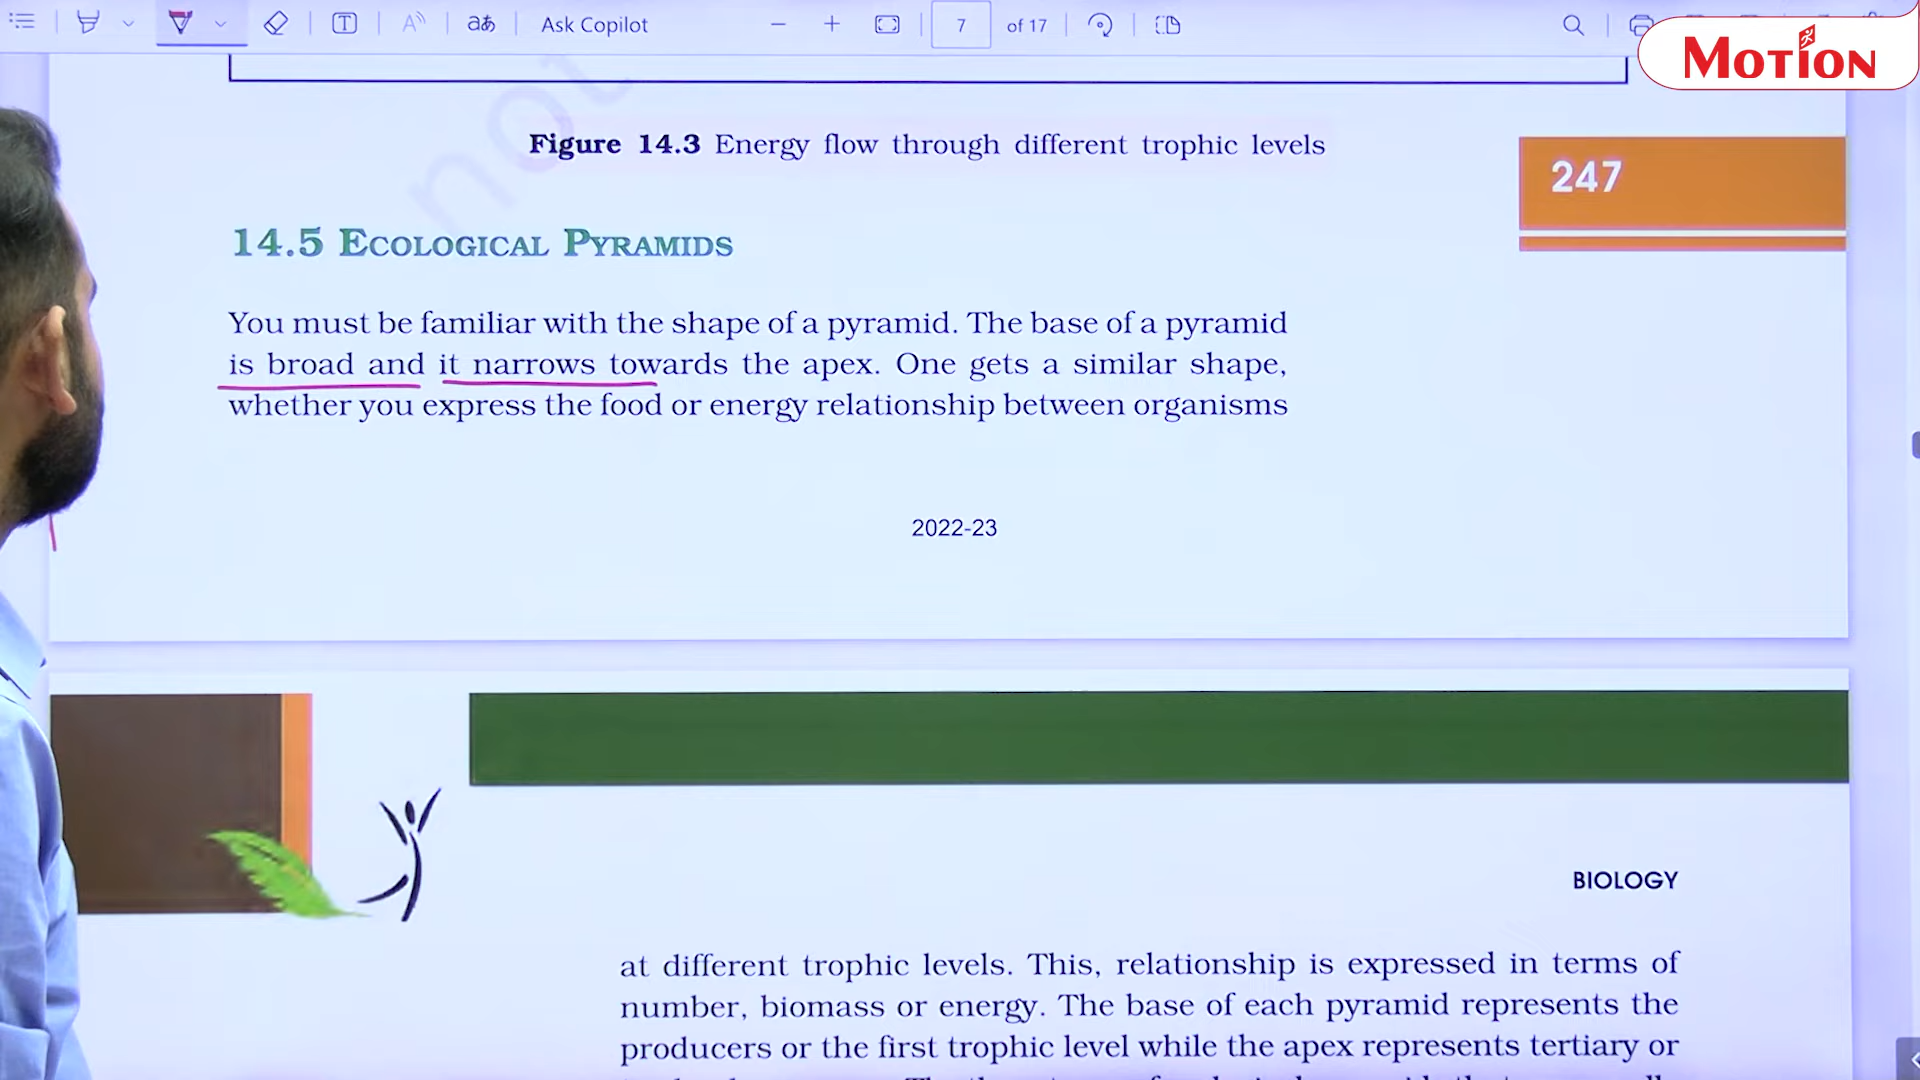 aあ
Ask Copilot
7
of 17
MOTION
not
Figure 14.3 Energy flow through different trophic levels
247
14.5 ECOLOGICAL PYRAMIDS
You must be familiar with the shape of a pyramid. The base of a pyramid
is broad and it narrows towards the apex. One gets a similar shape,
whether you express the food or energy relationship between organisms
2022-23
BIOLOGY
at different trophic levels. This, relationship is expressed in terms of
number, biomass or energy. The base of each pyramid represents the
producers or the first trophic level while the apex represents tertiary or